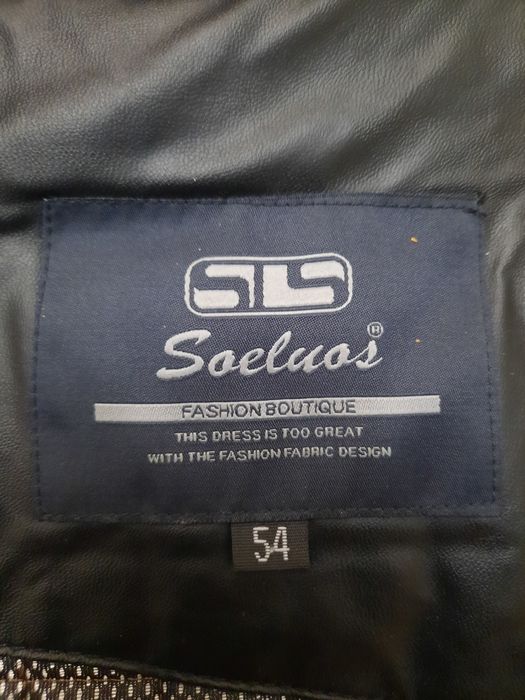 SLS
Soeluos ®
FASHION BOUTIQUE
THIS DRESS IS TOO GREAT
WITH THE FASHION FABRIC DESIGN
54